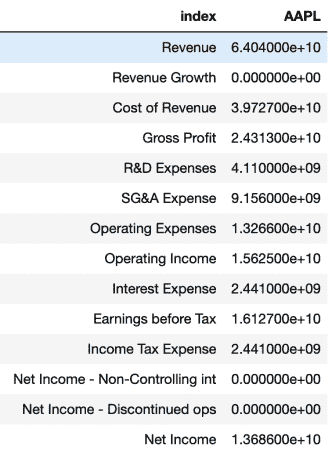 index AAPL
Revenue 6.404000e+10
Revenue Growth 0.000000e+00
Cost of Revenue 3.972700e+10
Gross Profit 2.431300e+10
R&D Expenses 4.110000e+09
SG&A Expense 9.156000e+09
Operating Expenses 1.326600e+10
Operating Income 1.562500e+10
Interest Expense 2.441000e+09
Earnings before Tax 1.612700e+10
Income Tax Expense 2.441000e+09
Net Income - Non-Controlling int 0.000000e+00
Net Income - Discontinued ops 0.000000e+00
Net Income 1.368600e+10